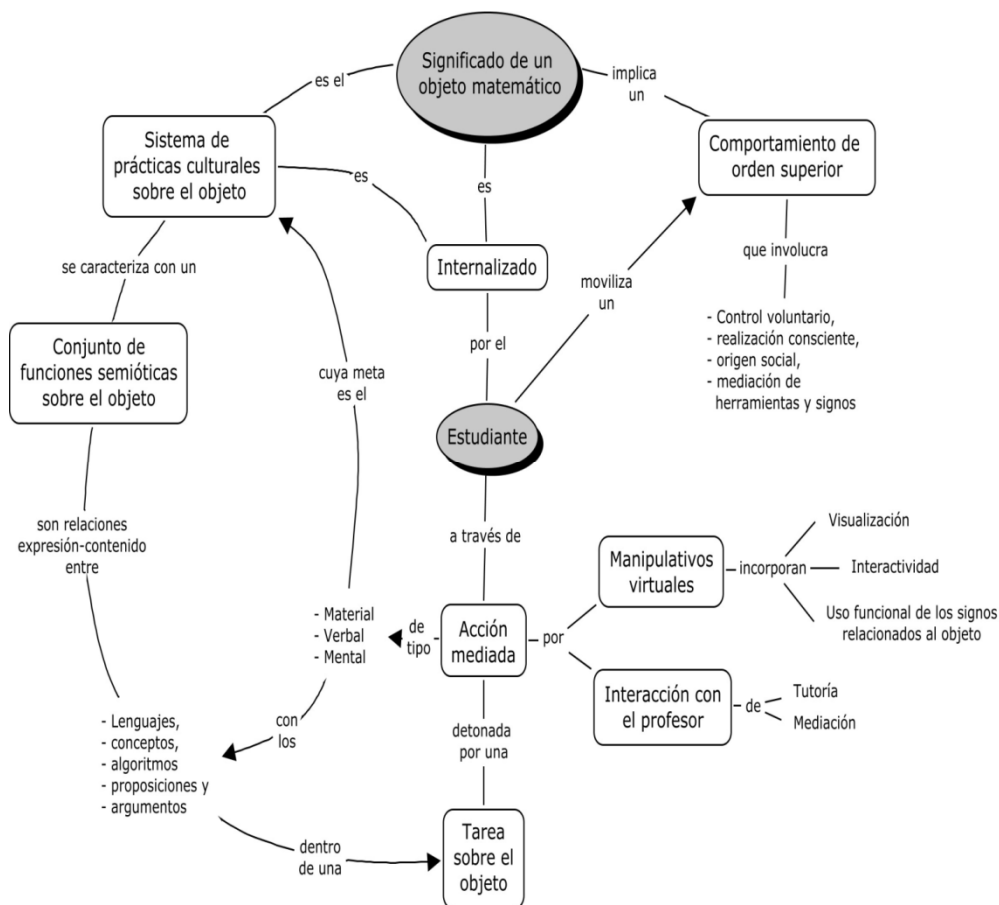 Significado de un
objeto matemático
es el
implica
un
Sistema de
prácticas culturales
sobre el objeto
Comportamiento de
orden superior
es
es
se caracteriza con un
Internalizado
que involucra
moviliza
un
- Control voluntario,
- realización consciente,
- origen social,
- mediación de
herramientas y signos
Conjunto de
funciones semióticas
sobre el objeto
por el
cuya meta
es el
Estudiante
son relaciones
expresión-contenido
entre
a través de
Manipulativos
virtuales
incorporan
Visualización
Interactividad
Uso funcional de los signos
relacionados al objeto
- Material
- Verbal
- Mental
de
tipo
Acción
mediada
por
Interacción con
el profesor
de
Tutoría
Mediación
- Lenguajes,
- conceptos,
- algoritmos
- proposiciones y
- argumentos
con
los
detonada
por una
dentro
de una
Tarea
sobre el
objeto